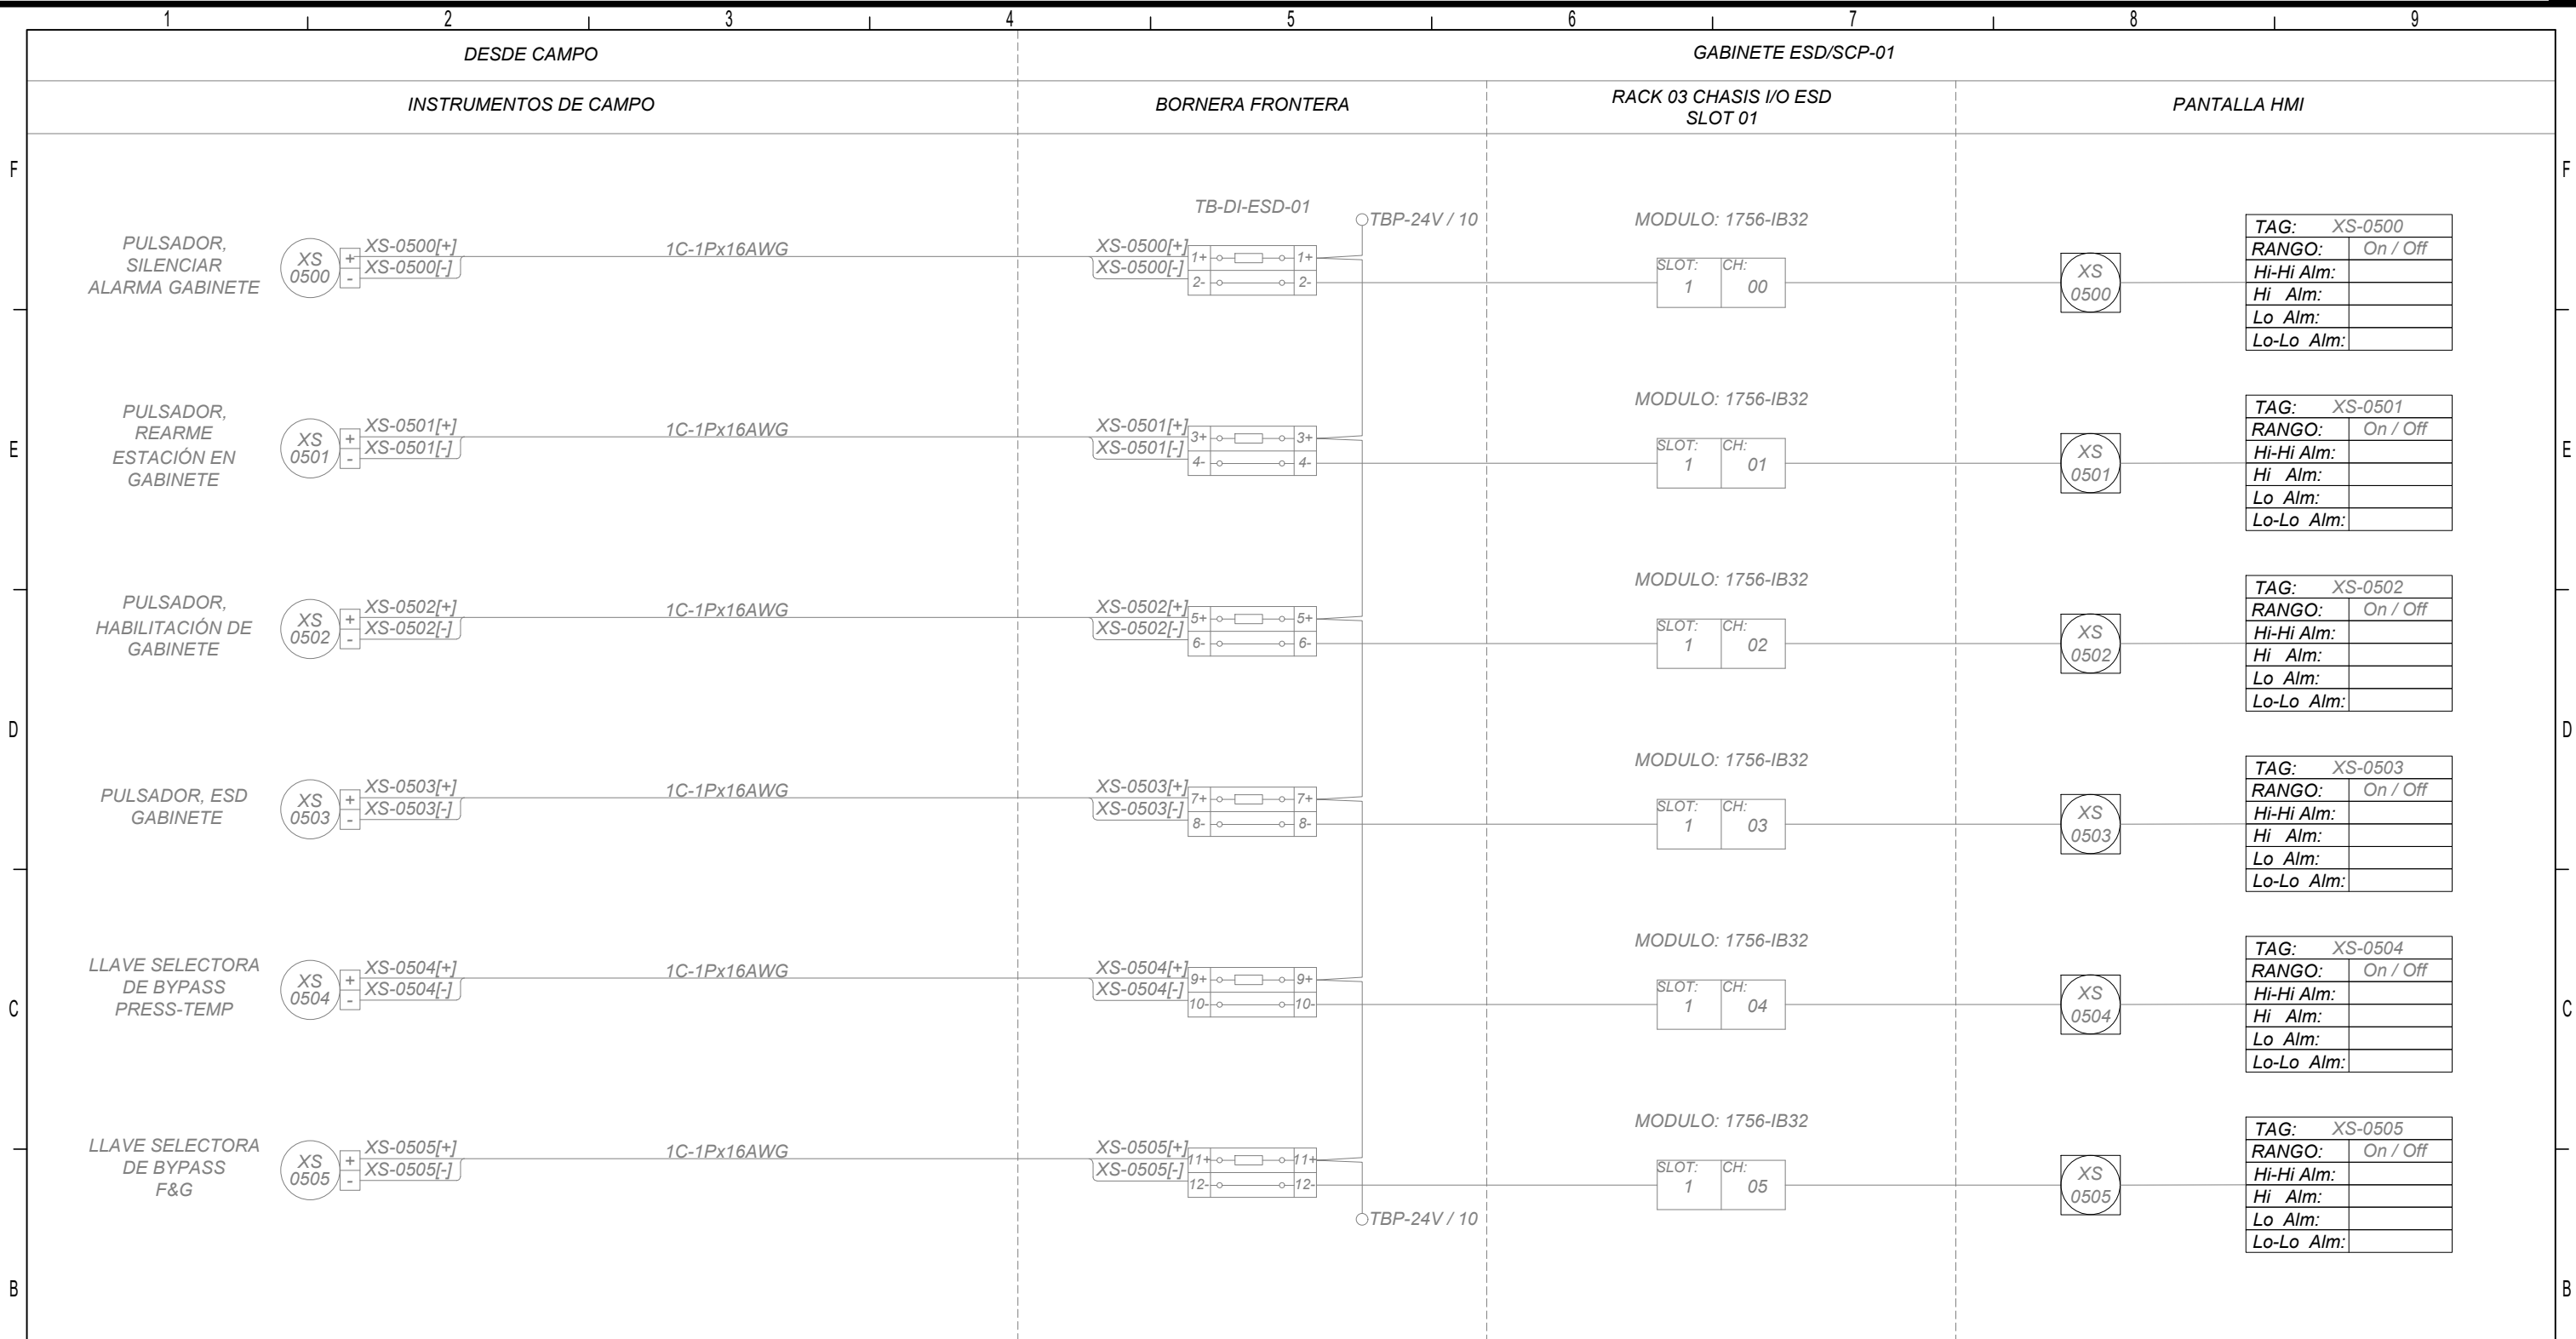 1 2 3 4 5 6 7 8 9
DESDE CAMPO
GABINETE ESD/SCP-01
INSTRUMENTOS DE CAMPO
BORNERA FRONTERA
RACK 03 CHASIS I/O ESD
SLOT 01
PANTALLA HMI
F
F
TB-DI-ESD-01
TBP-24V / 10
PULSADOR,
SILENCIAR
ALARMA GABINETE
XS
0500
+
-
XS-0500[+]
XS-0500[-]
1C-1Px16AWG
XS-0500[+]
XS-0500[-]
1+ 1+
2- 2-
MODULO: 1756-IB32
SLOT: CH:
1 00
XS
0500
TAG: XS-0500
RANGO: On / Off
Hi-Hi Alm:
Hi Alm:
Lo Alm:
Lo-Lo Alm:
E
E
PULSADOR,
REARME
ESTACIÓN EN
GABINETE
XS
0501
+
-
XS-0501[+]
XS-0501[-]
1C-1Px16AWG
XS-0501[+]
XS-0501[-]
3+ 3+
4- 4-
MODULO: 1756-IB32
SLOT: CH:
1 01
XS
0501
TAG: XS-0501
RANGO: On / Off
Hi-Hi Alm:
Hi Alm:
Lo Alm:
Lo-Lo Alm:
PULSADOR,
HABILITACIÓN DE
GABINETE
XS
0502
+
-
XS-0502[+]
XS-0502[-]
1C-1Px16AWG
XS-0502[+]
XS-0502[-]
5+ 5+
6- 6-
MODULO: 1756-IB32
SLOT: CH:
1 02
XS
0502
TAG: XS-0502
RANGO: On / Off
Hi-Hi Alm:
Hi Alm:
Lo Alm:
Lo-Lo Alm:
D
D
PULSADOR, ESD
GABINETE
XS
0503
+
-
XS-0503[+]
XS-0503[-]
1C-1Px16AWG
XS-0503[+]
XS-0503[-]
7+ 7+
8- 8-
MODULO: 1756-IB32
SLOT: CH:
1 03
XS
0503
TAG: XS-0503
RANGO: On / Off
Hi-Hi Alm:
Hi Alm:
Lo Alm:
Lo-Lo Alm:
C
C
LLAVE SELECTORA
DE BYPASS
PRESS-TEMP
XS
0504
+
-
XS-0504[+]
XS-0504[-]
1C-1Px16AWG
XS-0504[+]
XS-0504[-]
9+ 9+
10- 10-
MODULO: 1756-IB32
SLOT: CH:
1 04
XS
0504
TAG: XS-0504
RANGO: On / Off
Hi-Hi Alm:
Hi Alm:
Lo Alm:
Lo-Lo Alm:
LLAVE SELECTORA
DE BYPASS
F&G
XS
0505
+
-
XS-0505[+]
XS-0505[-]
1C-1Px16AWG
XS-0505[+]
XS-0505[-]
11+ 11+
12- 12-
TBP-24V / 10
MODULO: 1756-IB32
SLOT: CH:
1 05
XS
0505
TAG: XS-0505
RANGO: On / Off
Hi-Hi Alm:
Hi Alm:
Lo Alm:
Lo-Lo Alm:
B
B